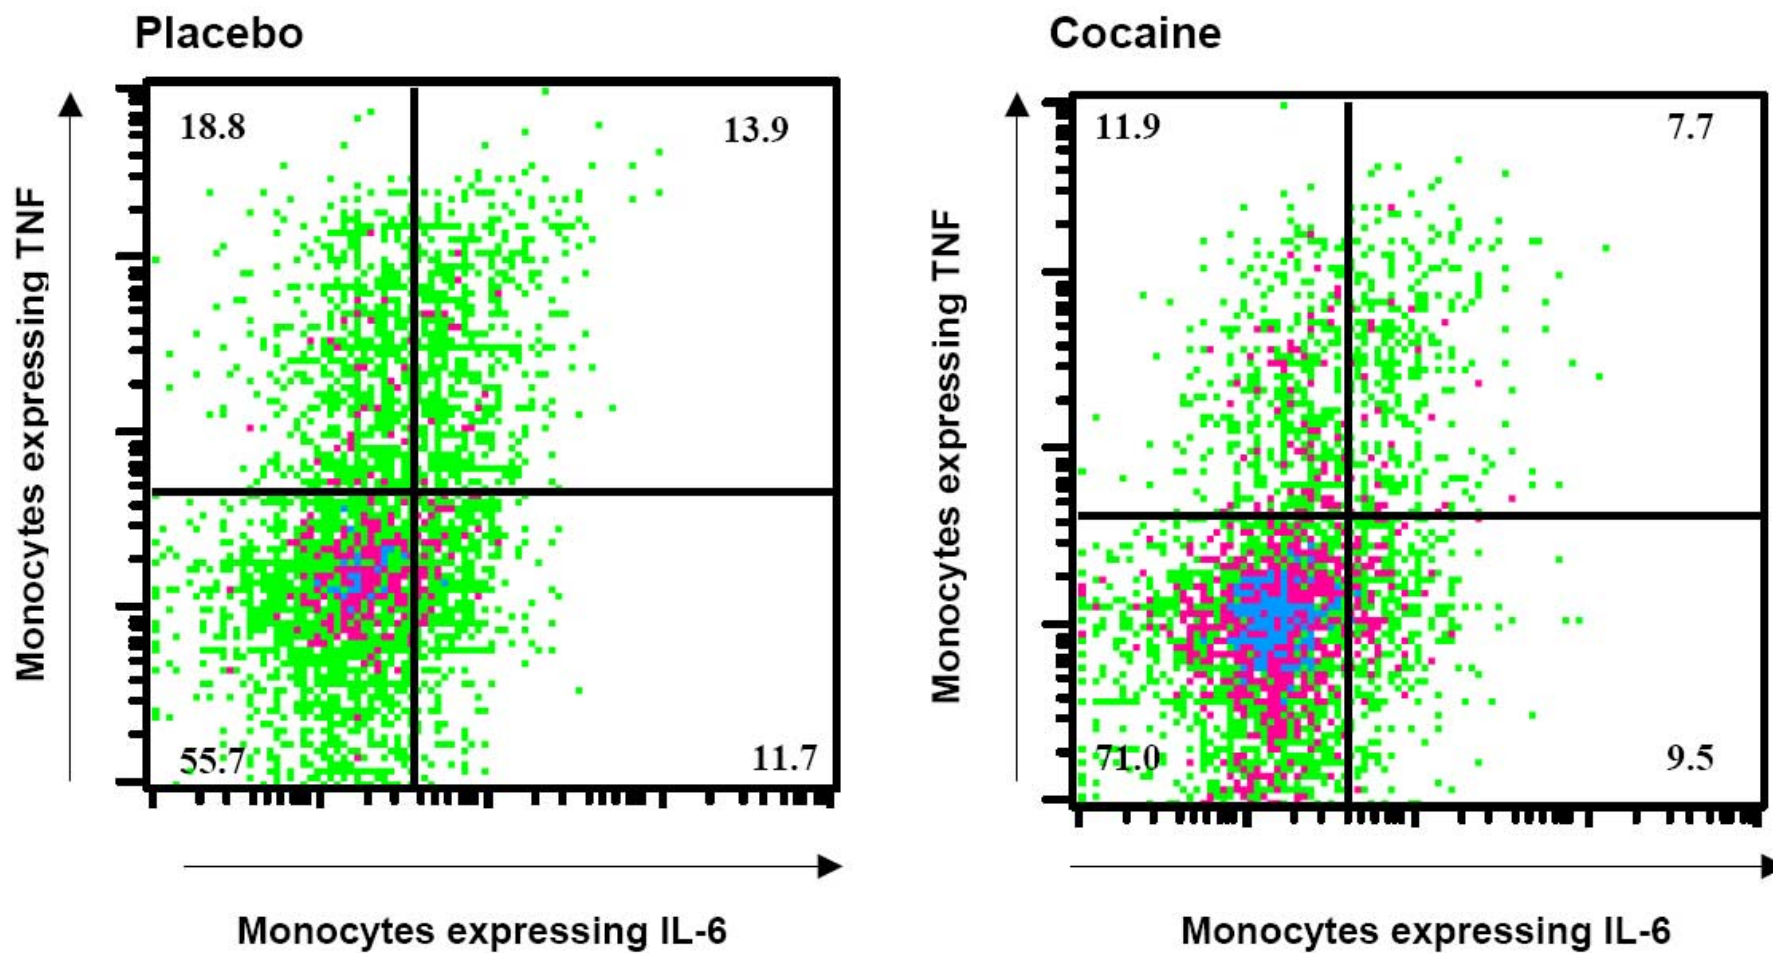 Placebo
Monocytes expressing TNF
18.8
13.9
55.7
11.7
Monocytes expressing IL-6
Cocaine
Monocytes expressing TNF
11.9
7.7
71.0
9.5
Monocytes expressing IL-6